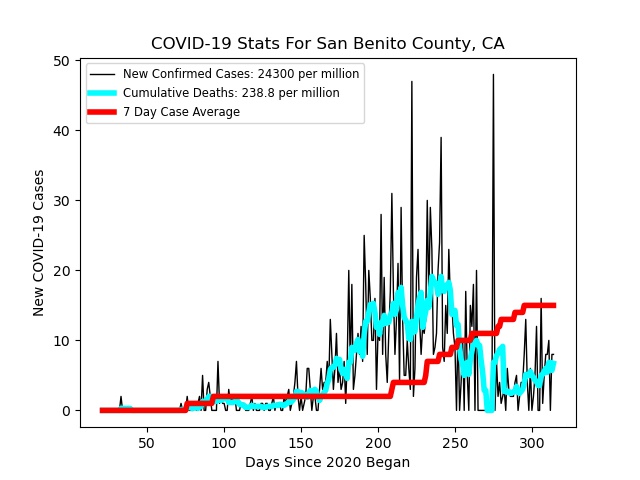 COVID-19 Stats For San Benito County, CA
New Confirmed Cases: 24300 per million
Cumulative Deaths: 238.8 per million
7 Day Case Average
New COVID-19 Cases
50
40
30
20
10
0
50 100 150 200 250 300
Days Since 2020 Began